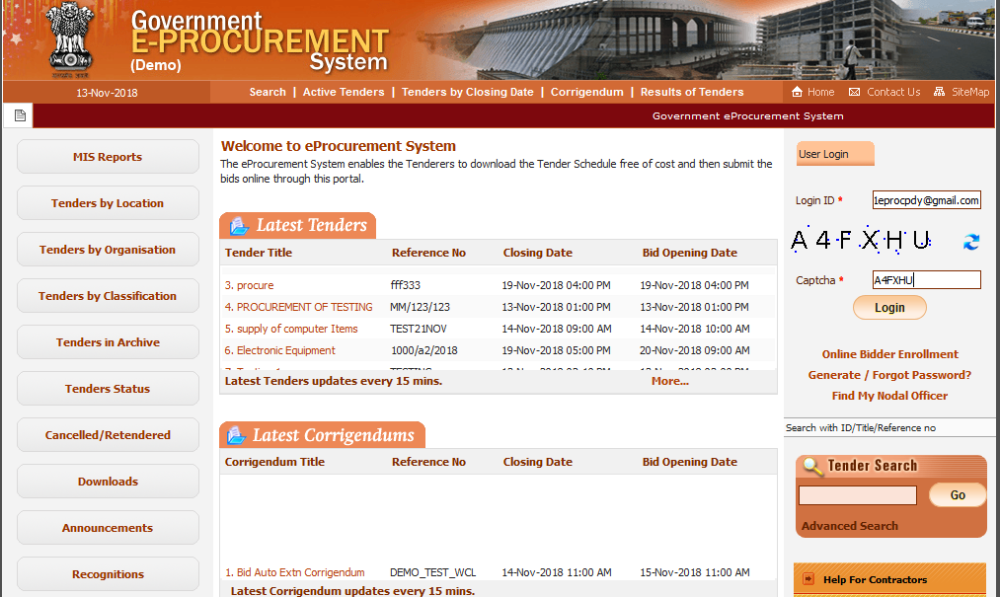 Government
E-PROCUREMENT
System
(Demo)
13-Nov-2018
Search | Active Tenders | Tenders by Closing Date | Corrigendum | Results of Tenders
Home Contact Us SiteMap
Government eProcurement System
MIS Reports
Tenders by Location
Tenders by Organisation
Tenders by Classification
Tenders in Archive
Tenders Status
Cancelled/Retendered
Downloads
Announcements
Recognitions
Welcome to eProcurement System
The eProcurement System enables the Tenderers to download the Tender Schedule free of cost and then submit the
bids online through this portal.
Latest Tenders
Tender Title Reference No Closing Date Bid Opening Date
3. procure fff333 19-Nov-2018 04:00 PM 19-Nov-2018 04:00 PM
4. PROCUREMENT OF TESTING MM/123/123 13-Nov-2018 01:00 PM 13-Nov-2018 01:00 PM
5. supply of computer Items TEST21NOV 14-Nov-2018 09:00 AM 14-Nov-2018 10:00 AM
6. Electronic Equipment 1000/a2/2018 19-Nov-2018 05:00 PM 20-Nov-2018 09:00 AM
Latest Tenders updates every 15 mins. More...
Latest Corrigendums
Corrigendum Title Reference No Closing Date Bid Opening Date
1. Bid Auto Extn Corrigendum DEMO_TEST_WCL 14-Nov-2018 11:00 AM 15-Nov-2018 11:00 AM
Latest Corrigendum updates every 15 mins.
User Login
Login ID * 1eprocpdy@gmail.com
A 4 F X H U
Captcha * A4FXHU
Login
Online Bidder Enrollment
Generate / Forgot Password?
Find My Nodal Officer
Search with ID/Title/Reference no
Tender Search
Go
Advanced Search
Help For Contractors